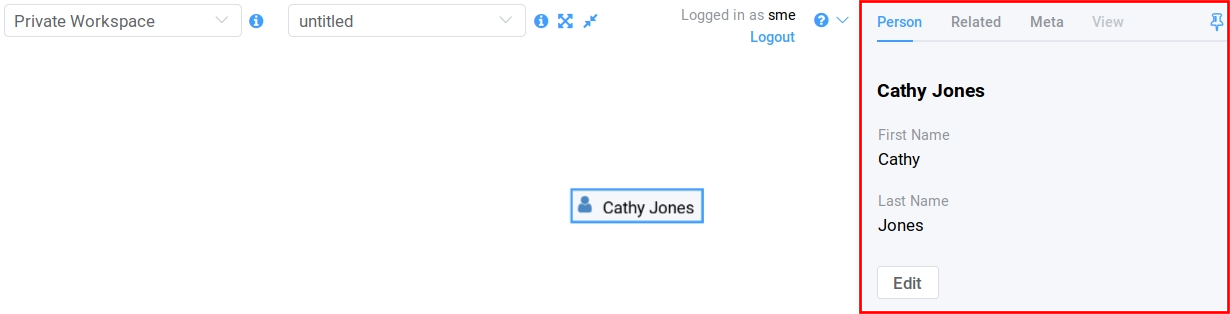 Private Workspace
untitled
Logged in as sme
Logout
Person Related Meta View
Cathy Jones
First Name
Cathy
Last Name
Jones
Edit
Cathy Jones